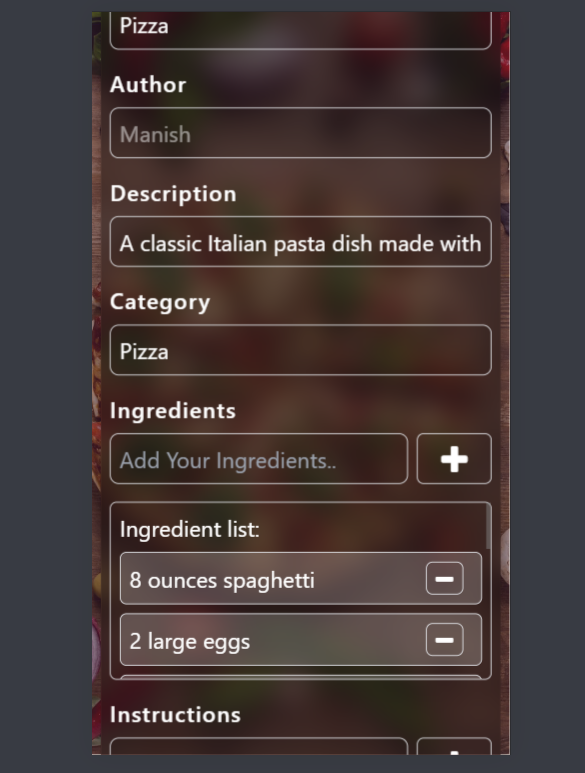 Pizza
Author
Manish
Description
A classic Italian pasta dish made with
Category
Pizza
Ingredients
Add Your Ingredients..
Ingredient list:
8 ounces spaghetti
2 large eggs
Instructions